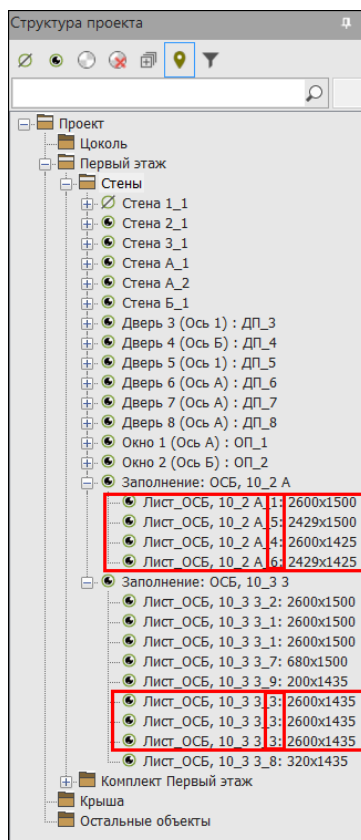 Структура проекта
Проект
Цоколь
Первый этаж
Стены
Стена 1_1
Стена 2_1
Стена 3_1
Стена А_1
Стена А_2
Стена Б_1
Дверь 3 (Ось 1) : ДП_3
Дверь 4 (Ось Б) : ДП_4
Дверь 5 (Ось 1) : ДП_5
Дверь 6 (Ось А) : ДП_6
Дверь 7 (Ось А) : ДП_7
Дверь 8 (Ось А) : ДП_8
Окно 1 (Ось А) : ОП_1
Окно 2 (Ось Б) : ОП_2
Заполнение: ОСБ, 10_2 А
Лист_ОСБ, 10_2 А_1: 2600x1500
Лист_ОСБ, 10_2 А_5: 2429x1500
Лист_ОСБ, 10_2 А_4: 2600x1425
Лист_ОСБ, 10_2 А_6: 2429x1425
Заполнение: ОСБ, 10_3 3
Лист_ОСБ, 10_3 3_2: 2600x1500
Лист_ОСБ, 10_3 3_1: 2600x1500
Лист_ОСБ, 10_3 3_1: 2600x1500
Лист_ОСБ, 10_3 3_7: 680x1500
Лист_ОСБ, 10_3 3_9: 200x1435
Лист_ОСБ, 10_3 3_3: 2600x1435
Лист_ОСБ, 10_3 3_3: 2600x1435
Лист_ОСБ, 10_3 3_3: 2600x1435
Лист_ОСБ, 10_3 3_8: 320x1435
Комплект Первый этаж
Крыша
Остальные объекты